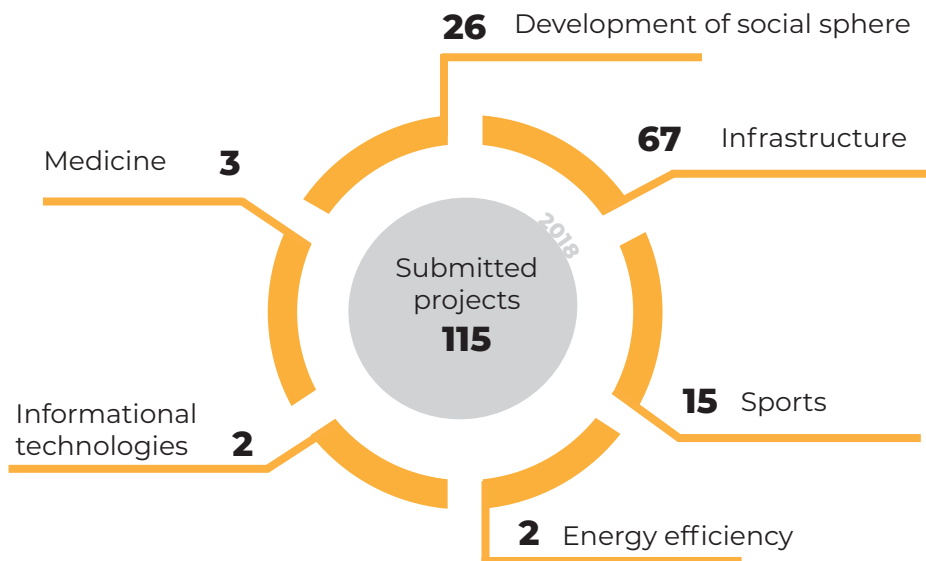 26 Development of social sphere
67 Infrastructure
Medicine 3
2018
Submitted
projects
115
15 Sports
Informational
technologies 2
2 Energy efficiency